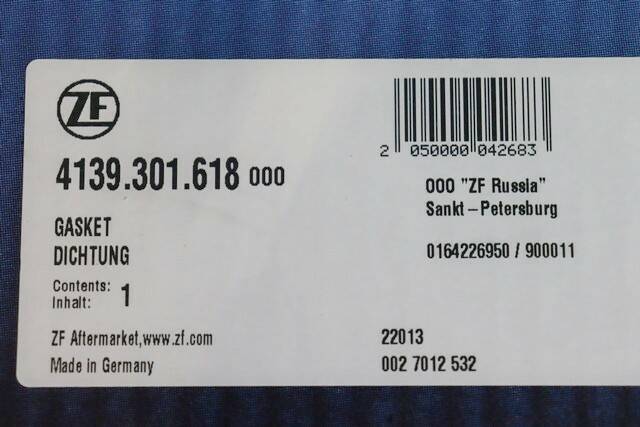 ZF
4139.301.618 000
GASKET
DICHTUNG
Contents:
Inhalt: 1
ZF Aftermarket,www.zf.com
Made in Germany
2 050000 042683
OOO "ZF Russia"
Sankt-Petersburg
0164226950 / 900011
22013
002 7012 532